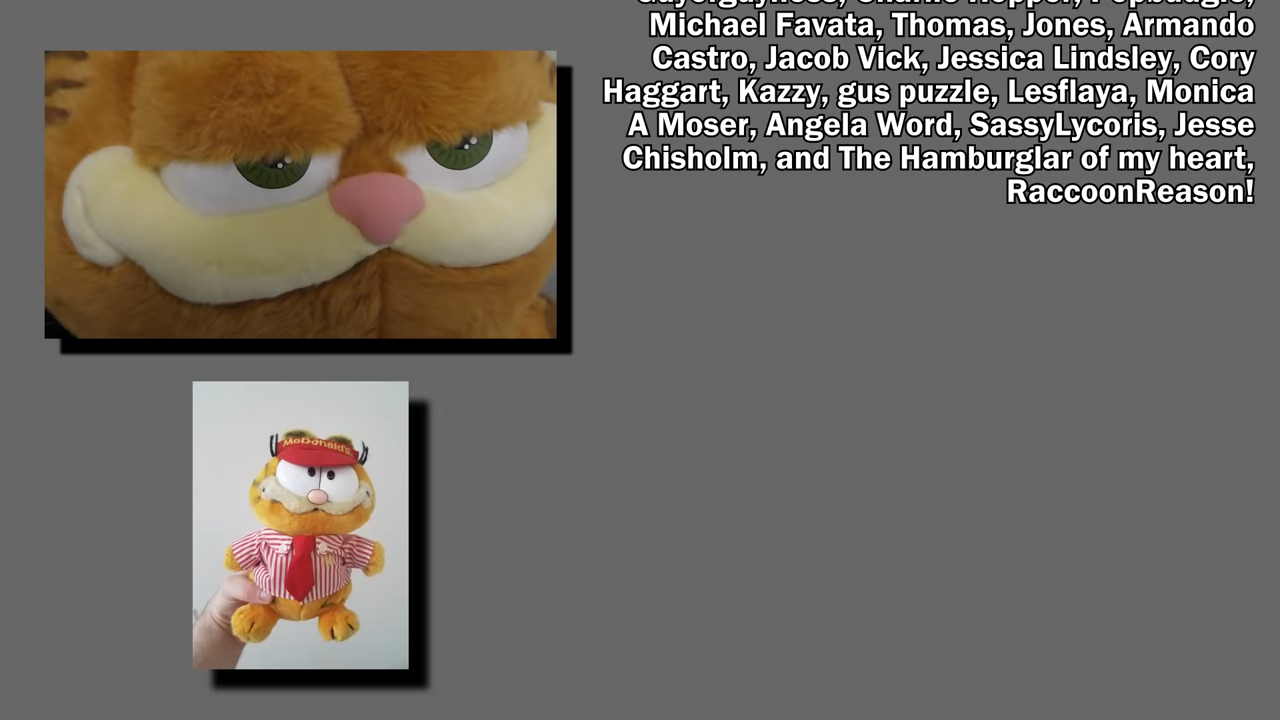 Michael Favata, Thomas, Jones, Armando
Castro, Jacob Vick, Jessica Lindsley, Cory
Haggart, Kazzy, gus puzzle, Lesflaya, Monica
A Moser, Angela Word, SassyLycoris, Jesse
Chisholm, and The Hamburglar of my heart,
RaccoonReason!
McDonald's